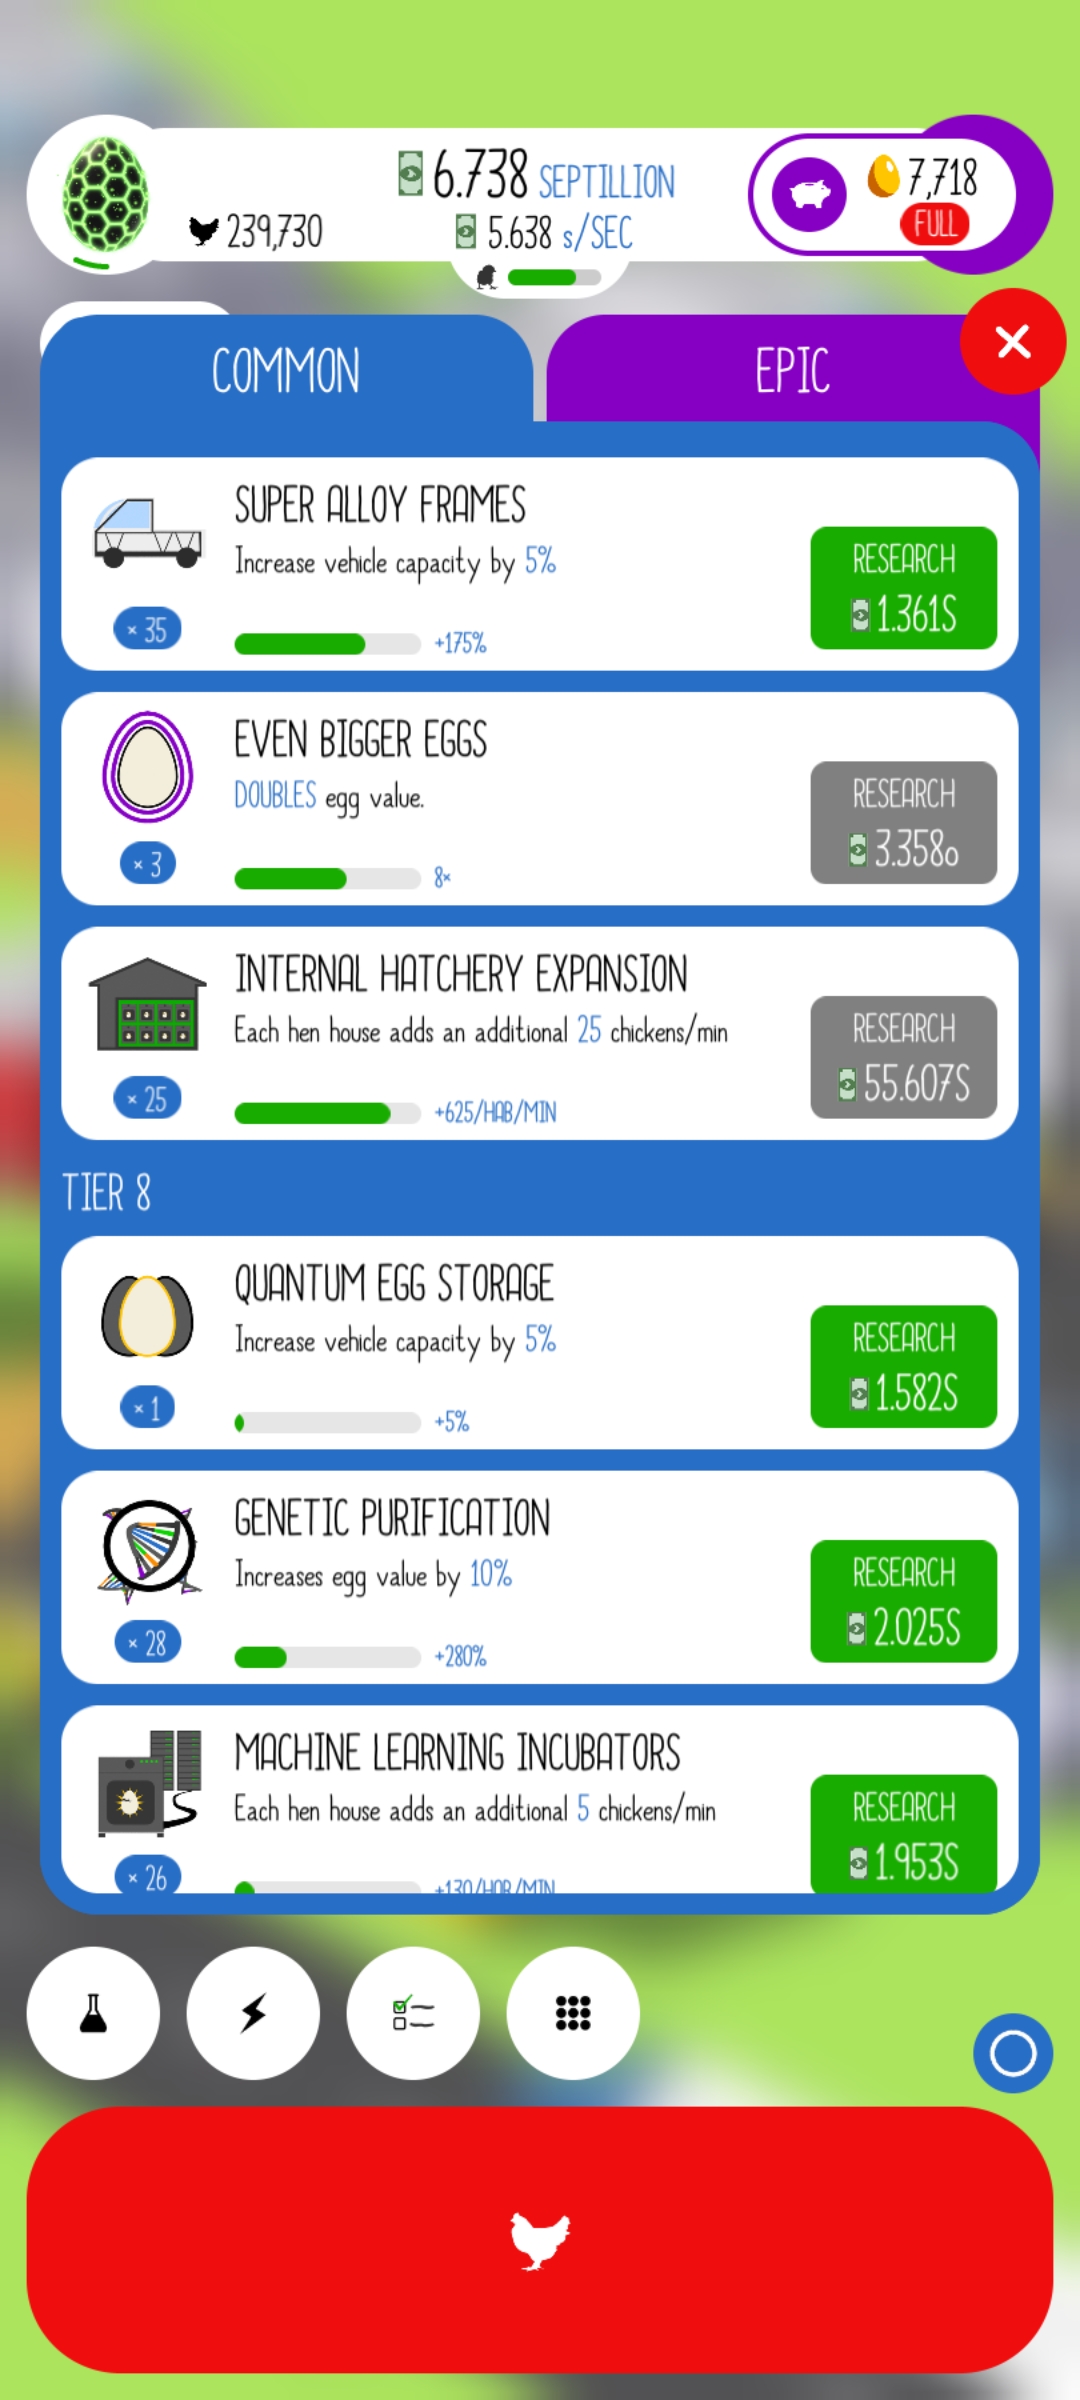 6.738 SEPTILLION
7,718
239,730
5.638 s/SEC
FULL
COMMON
EPIC
SUPER ALLOY FRAMES
Increase vehicle capacity by 5%
RESEARCH
1.361S
× 35
+175%
EVEN BIGGER EGGS
DOUBLES egg value.
RESEARCH
3.358o
× 3
8×
INTERNAL HATCHERY EXPANSION
Each hen house adds an additional 25 chickens/min
RESEARCH
55.607S
× 25
+625/HAB/MIN
TIER 8
QUANTUM EGG STORAGE
Increase vehicle capacity by 5%
RESEARCH
1.582S
× 1
+5%
GENETIC PURIFICATION
Increases egg value by 10%
RESEARCH
2.025S
× 28
+280%
MACHINE LEARNING INCUBATORS
Each hen house adds an additional 5 chickens/min
RESEARCH
1.953S
× 26
+130/HAB/MIN